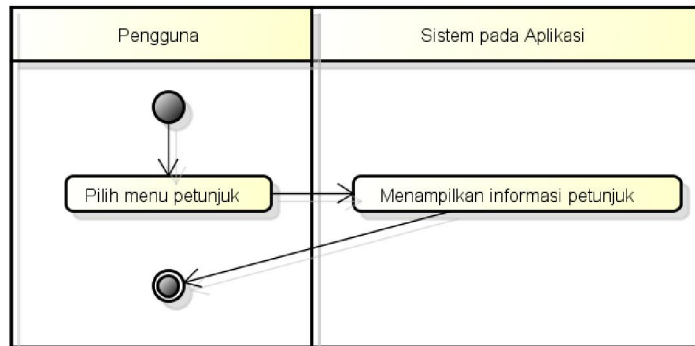 Pengguna
Sistem pada Aplikasi
Pilih menu petunjuk
Menampilkan informasi petunjuk